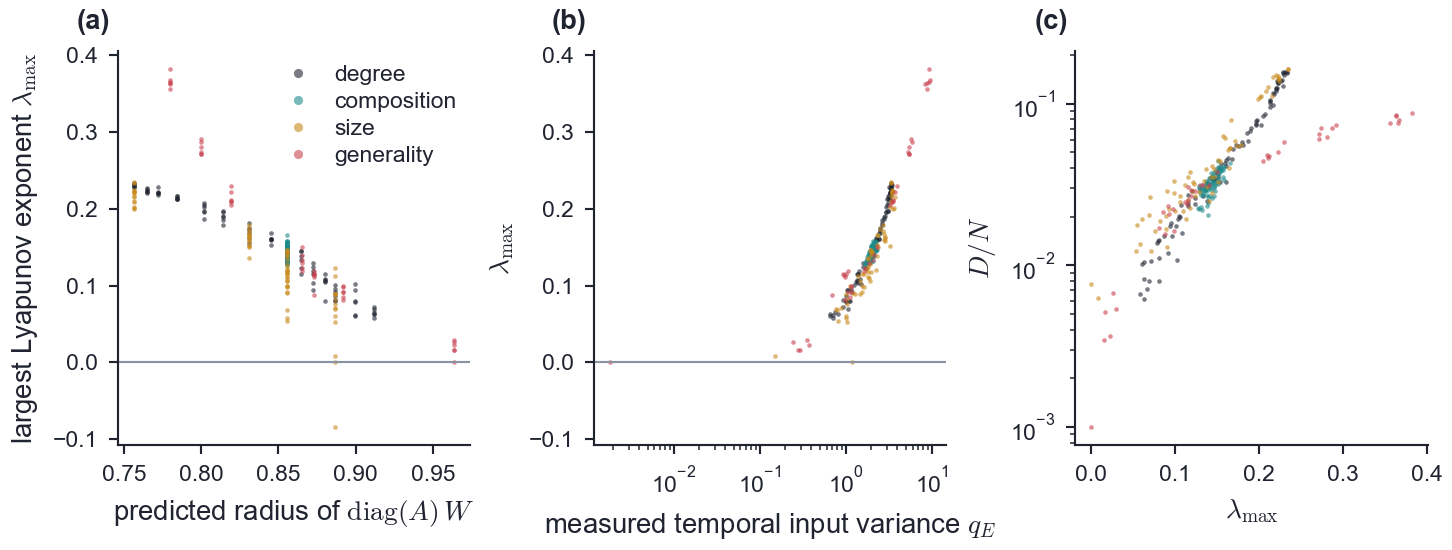 (a)
(b)
(c)
largest Lyapunov exponent λmax
0.4
0.3
0.2
0.1
0.0
−0.1
0.75
0.80
0.85
0.90
0.95
predicted radius of diag(A) W
degree
composition
size
generality
λmax
0.4
0.3
0.2
0.1
0.0
−0.1
10⁻²
10⁻¹
10⁰
10¹
measured temporal input variance qE
D/N
10⁻¹
10⁻²
10⁻³
0.0
0.1
0.2
0.3
0.4
λmax